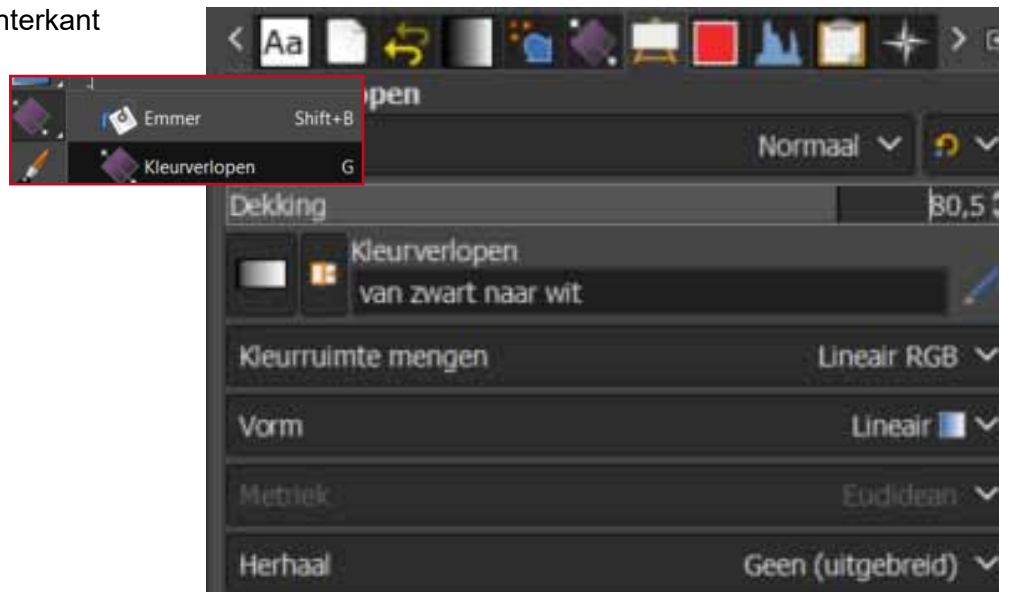 nterkant
Aa
open
Emmer Shift+B
Kleurverlopen G
Normaal
Dekking 80,5
Kleurverlopen
van zwart naar wit
Kleurruimte mengen Lineair RGB
Vorm Lineair
Metriek Euclidean
Herhaal Geen (uitgebreid)